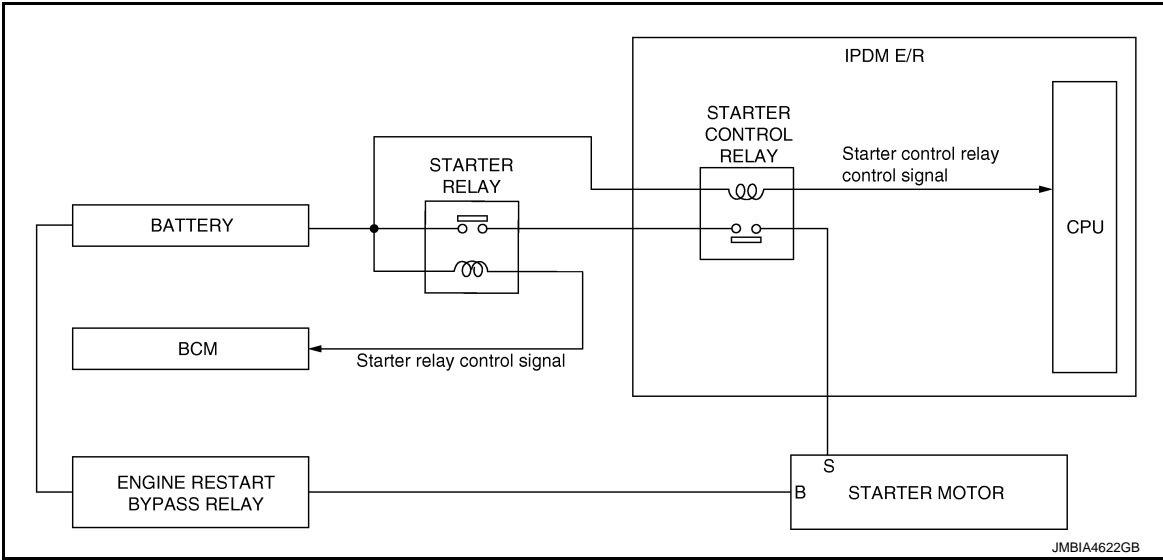 IPDM E/R
STARTER
CONTROL
RELAY
STARTER
RELAY
Starter control relay
control signal
BATTERY
CPU
BCM
Starter relay control signal
ENGINE RESTART
BYPASS RELAY
S
B
STARTER MOTOR
JMBIA4622GB